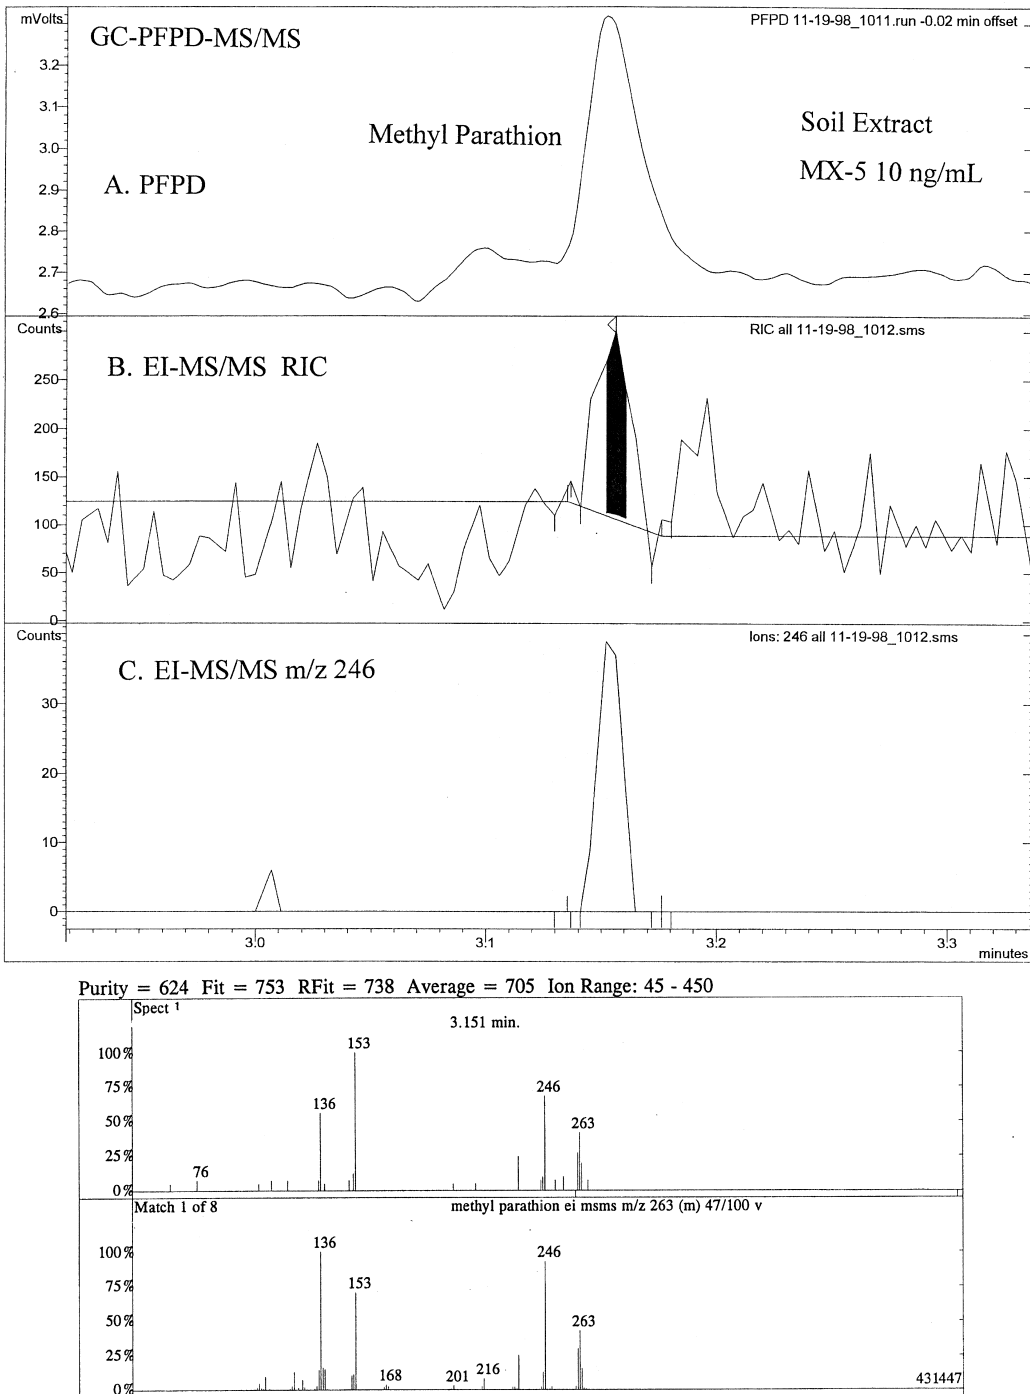 mVolts
PFPD 11-19-98_1011.run -0.02 min offset
GC-PFPD-MS/MS
3.2
3.1
Methyl Parathion
Soil Extract
3.0
MX-5 10 ng/mL
A. PFPD
2.9
2.8
2.7
2.6
Counts
RIC all 11-19-98_1012.sms
B. EI-MS/MS RIC
250
200
150
100
50
0
Counts
Ions: 246 all 11-19-98_1012.sms
C. EI-MS/MS m/z 246
30
20
10
0
3.0
3.1
3.2
3.3
minutes
Purity = 624 Fit = 753 RFit = 738 Average = 705 Ion Range: 45 - 450
Spect 1
3.151 min.
100%
153
75%
246
136
50%
263
25%
76
0%
Match 1 of 8
methyl parathion ei msms m/z 263 (m) 47/100 v
136
100%
246
153
75%
50%
263
25%
168
201
216
431447
0%